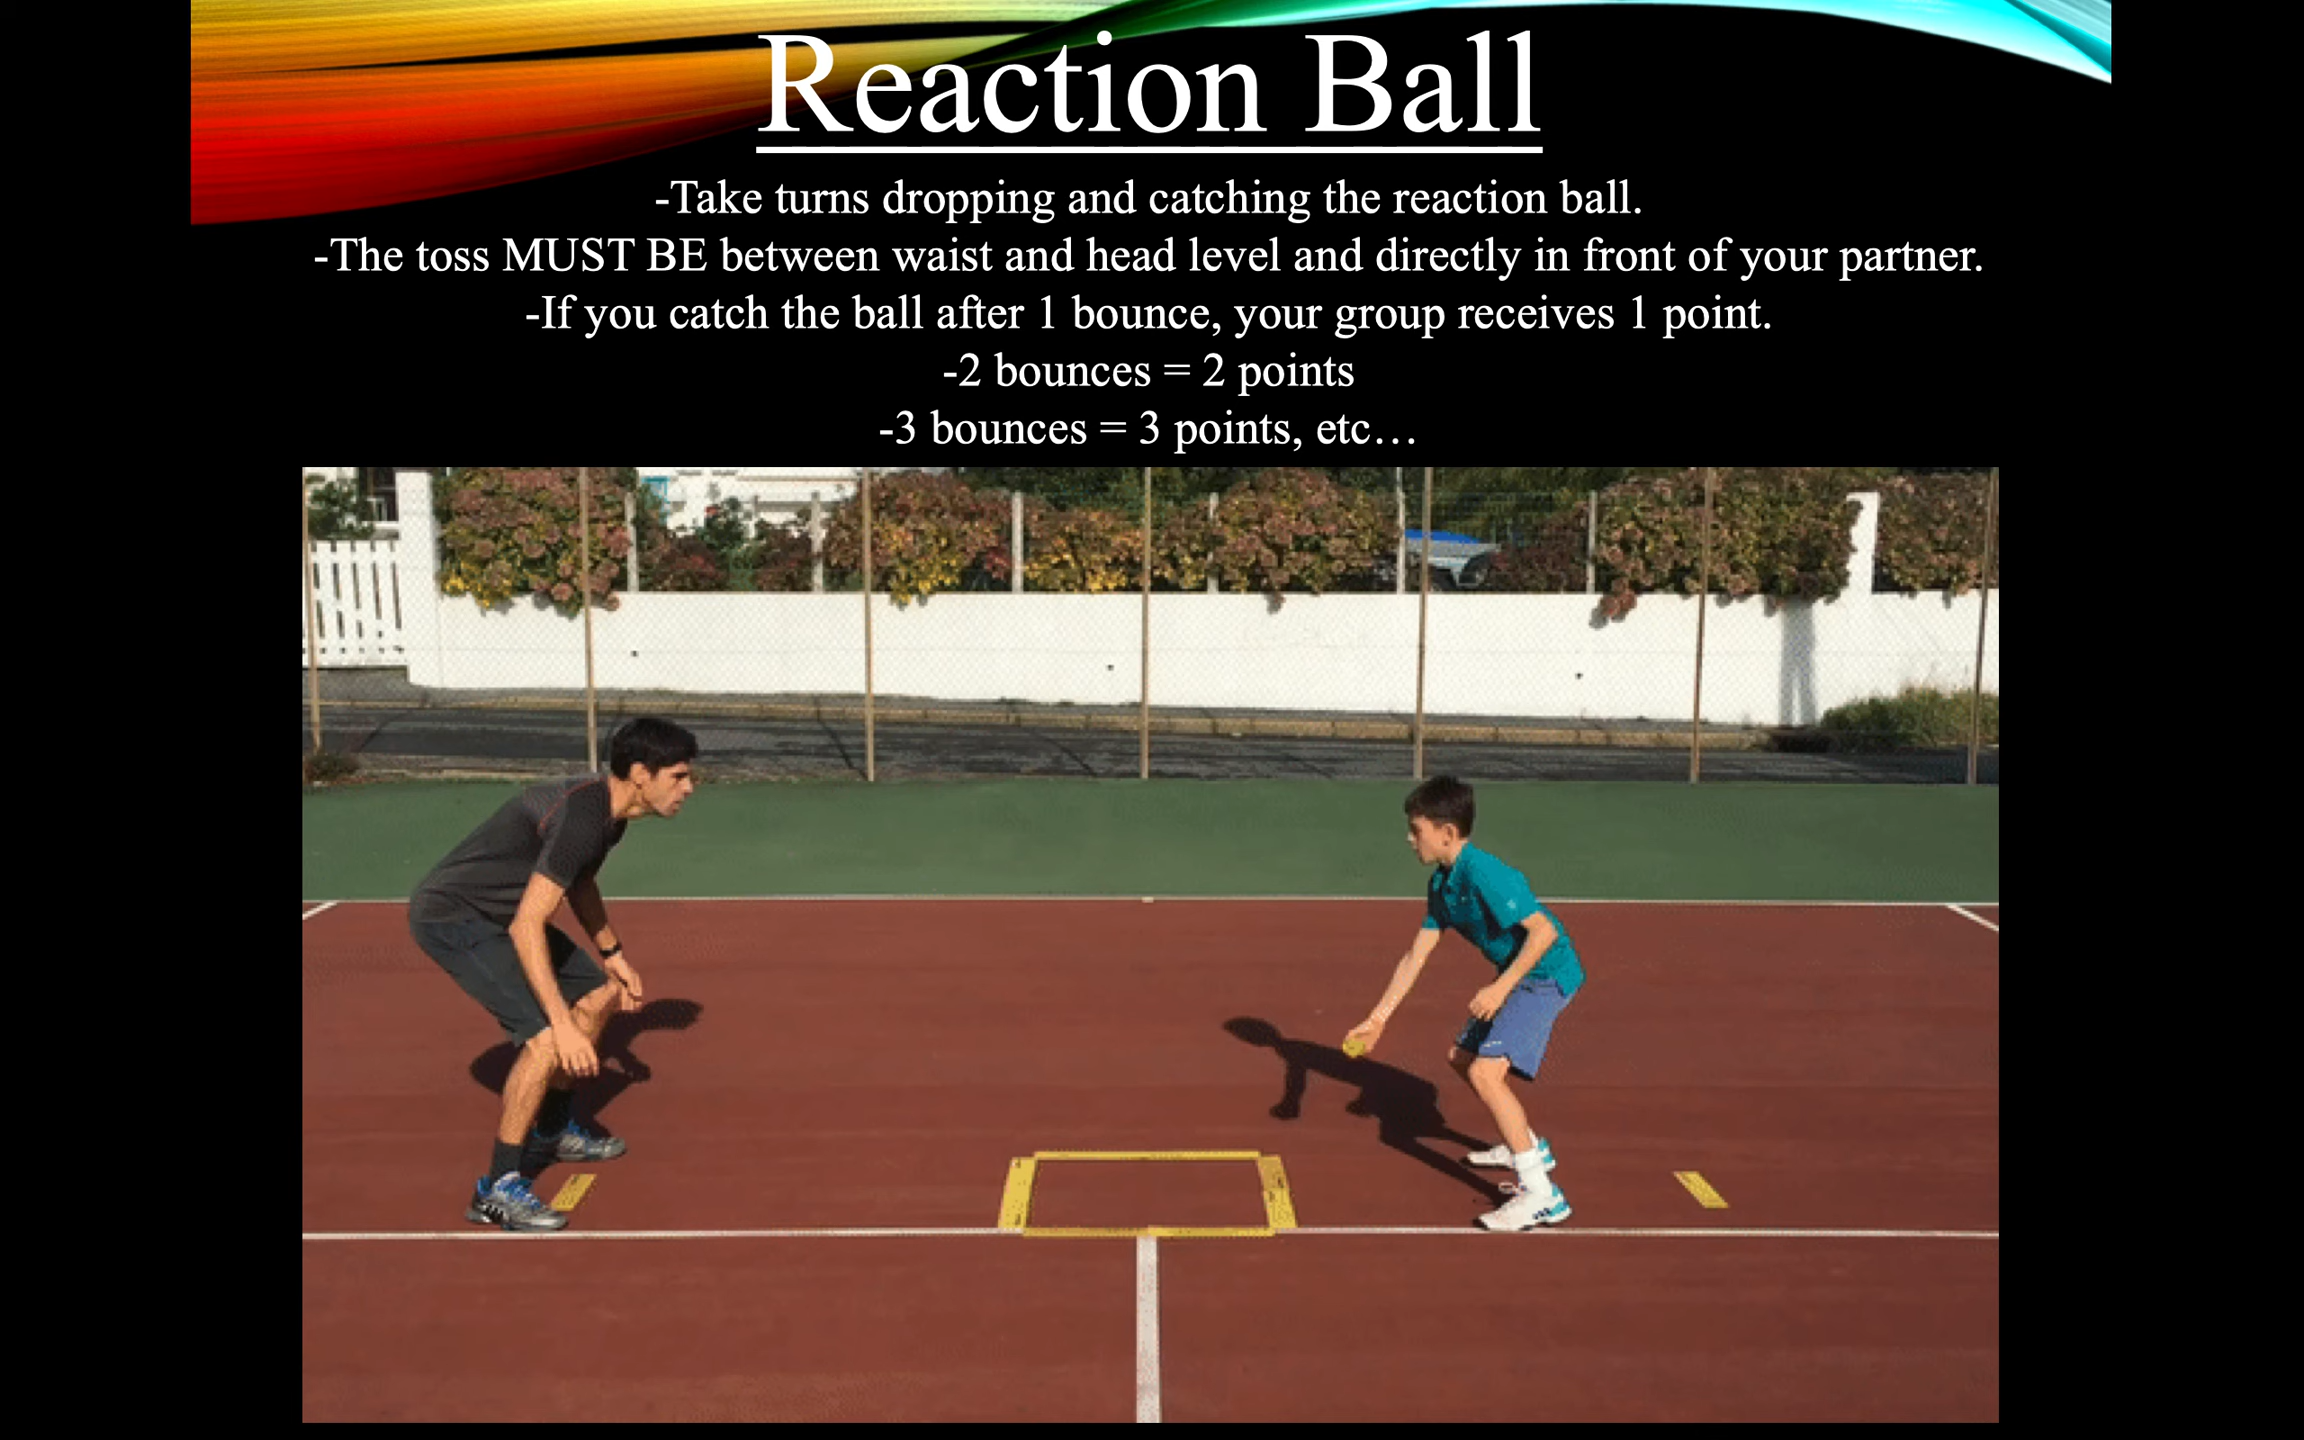 Reaction Ball
-Take turns dropping and catching the reaction ball.
-The toss MUST BE between waist and head level and directly in front of your partner.
-If you catch the ball after 1 bounce, your group receives 1 point.
-2 bounces = 2 points
-3 bounces = 3 points, etc…